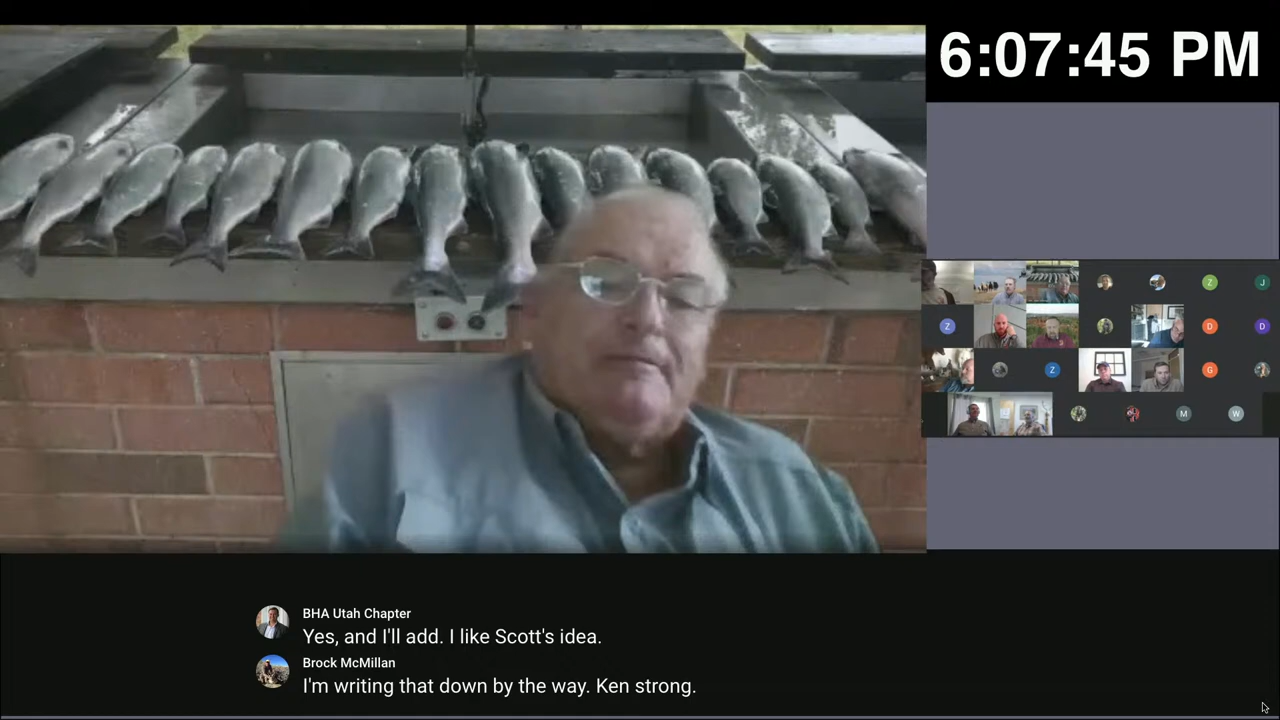 6:07:45 PM
Z
J
Z
D
D
Z
G
M
W
BHA Utah Chapter
Yes, and I'll add. I like Scott's idea.
Brock McMillan
I'm writing that down by the way. Ken strong.